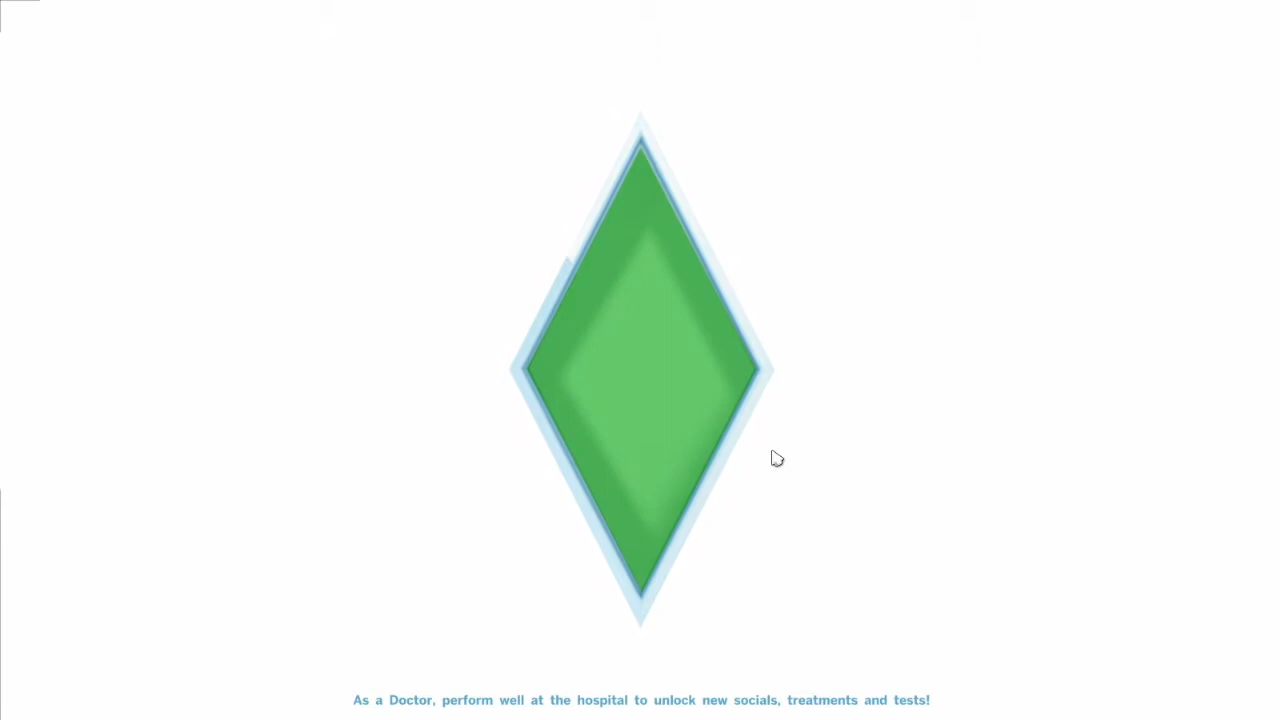 As a Doctor, perform well at the hospital to unlock new socials, treatments and tests!